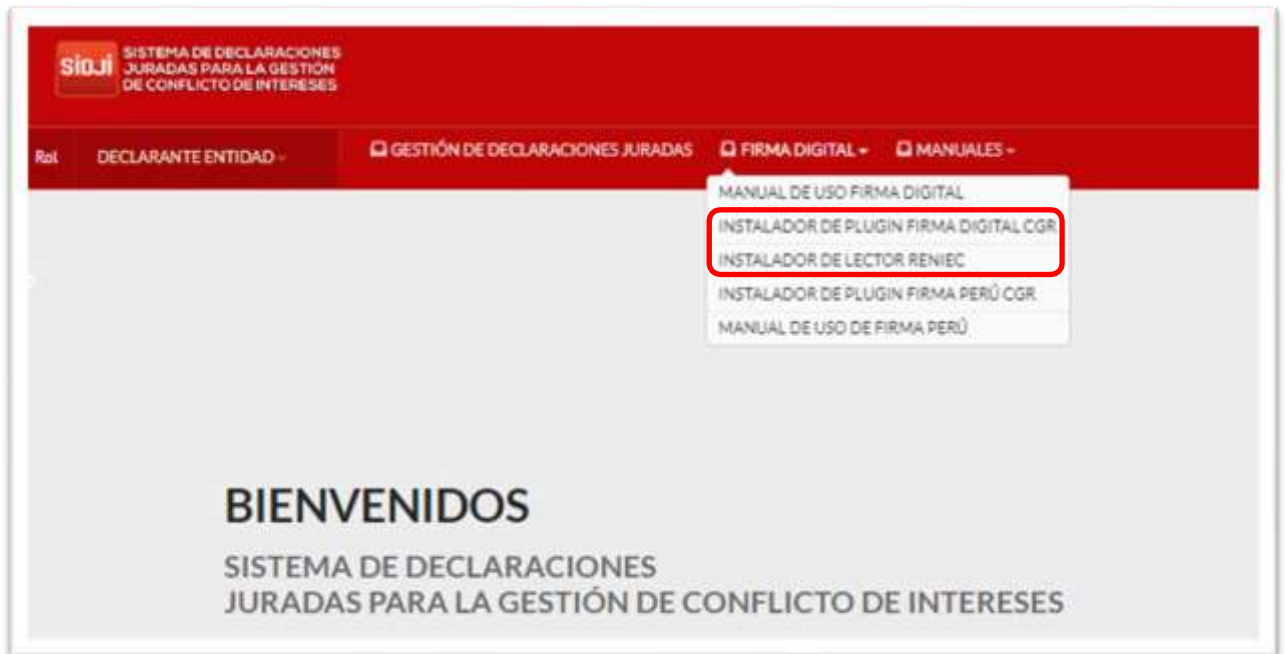 SIDJI
SISTEMA DE DECLARACIONES
JURADAS PARA LA GESTIÓN
DE CONFLICTO DE INTERESES
Rol DECLARANTE ENTIDAD GESTIÓN DE DECLARACIONES JURADAS FIRMA DIGITAL MANUALES
MANUAL DE USO FIRMA DIGITAL
INSTALADOR DE PLUGIN FIRMA DIGITAL CGR
INSTALADOR DE LECTOR RENIEC
INSTALADOR DE PLUGIN FIRMA PERÚ CGR
MANUAL DE USO DE FIRMA PERÚ
BIENVENIDOS
SISTEMA DE DECLARACIONES
JURADAS PARA LA GESTIÓN DE CONFLICTO DE INTERESES